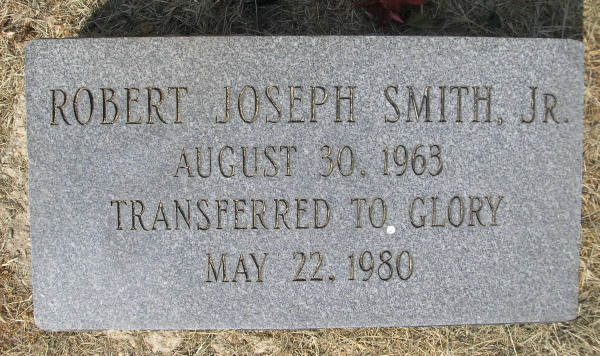 ROBERT JOSEPH SMITH, JR.
AUGUST 30, 1963
TRANSFERRED TO GLORY
MAY 22, 1980